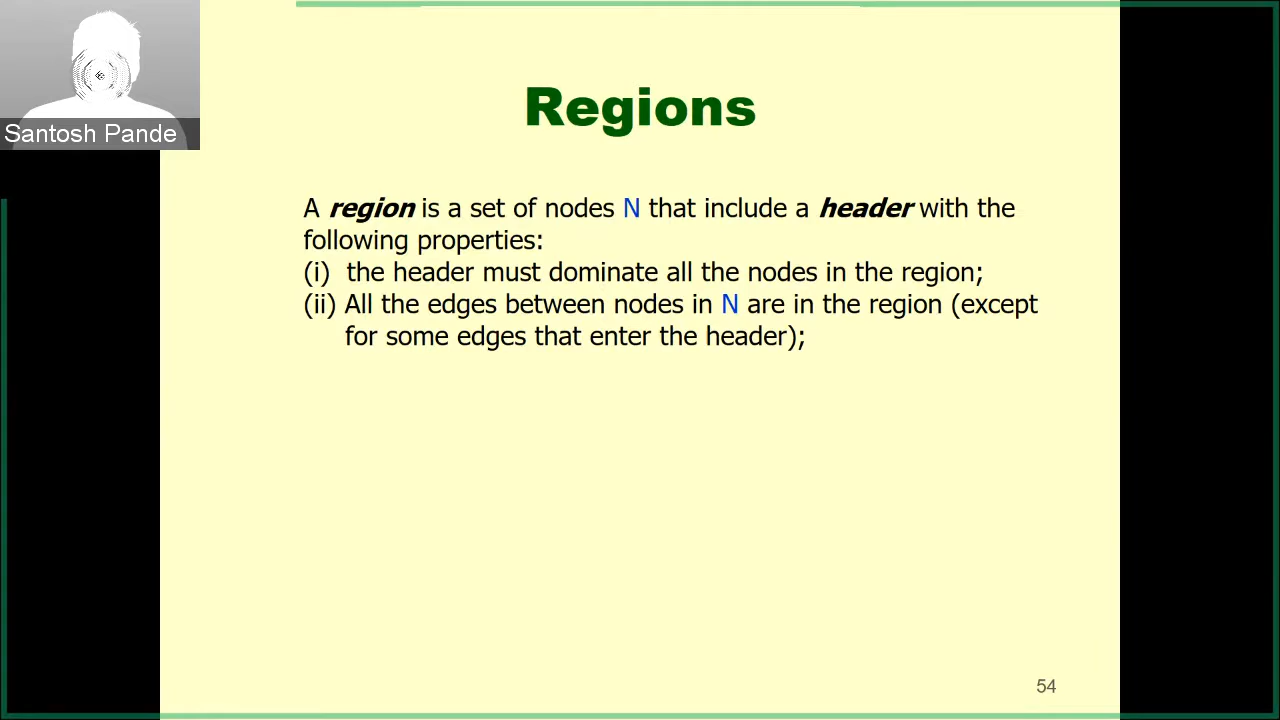 Santosh Pande
Regions
A region is a set of nodes N that include a header with the
following properties:
(i) the header must dominate all the nodes in the region;
(ii) All the edges between nodes in N are in the region (except
for some edges that enter the header);
54